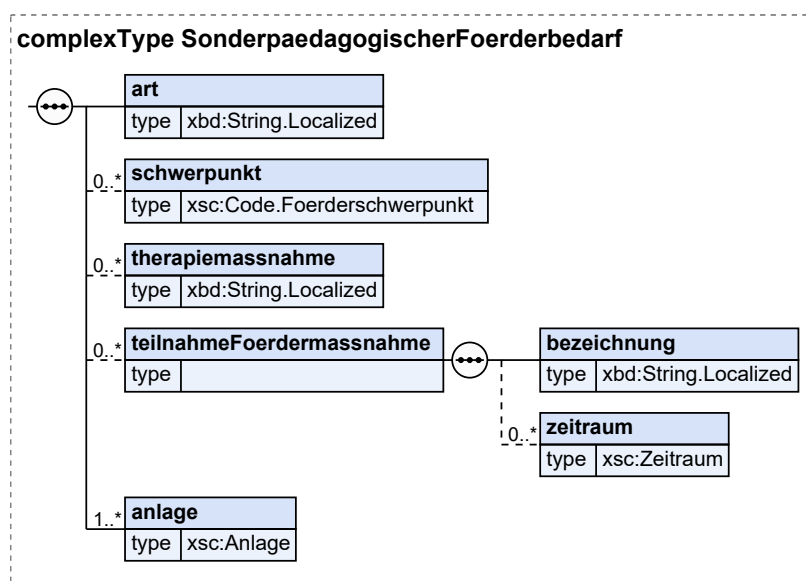 complexType SonderpaedagogischerFoerderbedarf
art
type xbd:String.Localized
0..* schwerpunkt
type xsc:Code.Foerderschwerpunkt
0..* therapiemassnahme
type xbd:String.Localized
0..* teilnahmeFoerdermassnahme
type
bezeichnung
type xbd:String.Localized
0..* zeitraum
type xsc:Zeitraum
1..* anlage
type xsc:Anlage